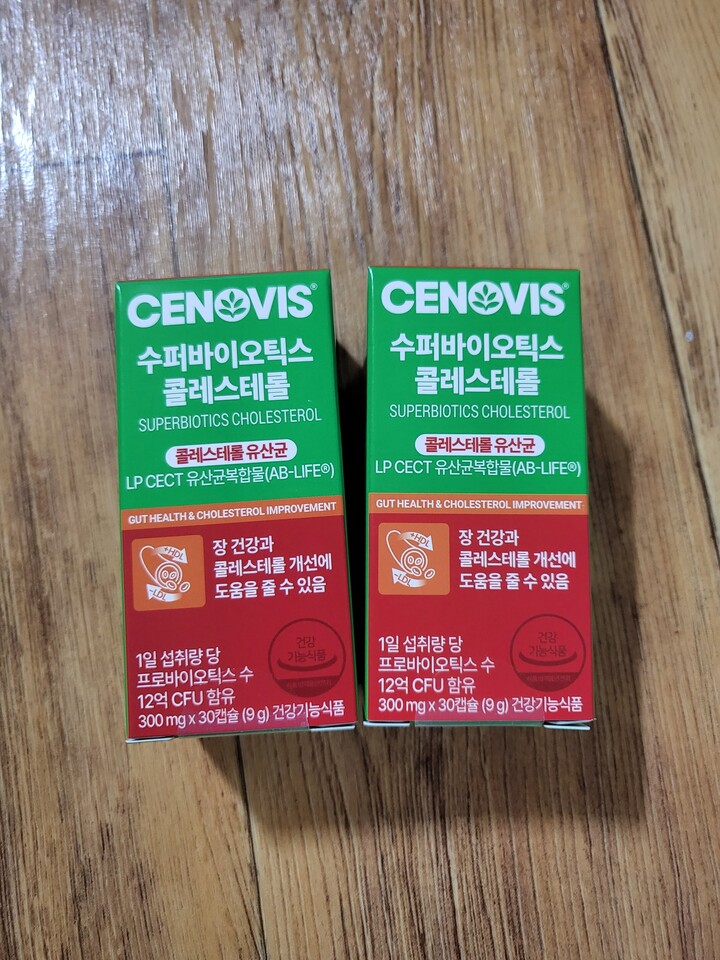 CENOVIS®
수퍼바이오틱스
콜레스테롤
SUPERBIOTICS CHOLESTEROL
콜레스테롤 유산균
LP CECT 유산균복합물(AB-LIFE®)
GUT HEALTH & CHOLESTEROL IMPROVEMENT
+HDL
-LDL
장 건강과
콜레스테롤 개선에
도움을 줄 수 있음
건강
기능식품
1일 섭취량 당
프로바이오틱스 수
12억 CFU 함유
300 mg x 30캡슐 (9 g) 건강기능식품
CENOVIS®
수퍼바이오틱스
콜레스테롤
SUPERBIOTICS CHOLESTEROL
콜레스테롤 유산균
LP CECT 유산균복합물(AB-LIFE®)
GUT HEALTH & CHOLESTEROL IMPROVEMENT
+HDL
-LDL
장 건강과
콜레스테롤 개선에
도움을 줄 수 있음
건강
기능식품
1일 섭취량 당
프로바이오틱스 수
12억 CFU 함유
300 mg x 30캡슐 (9 g) 건강기능식품